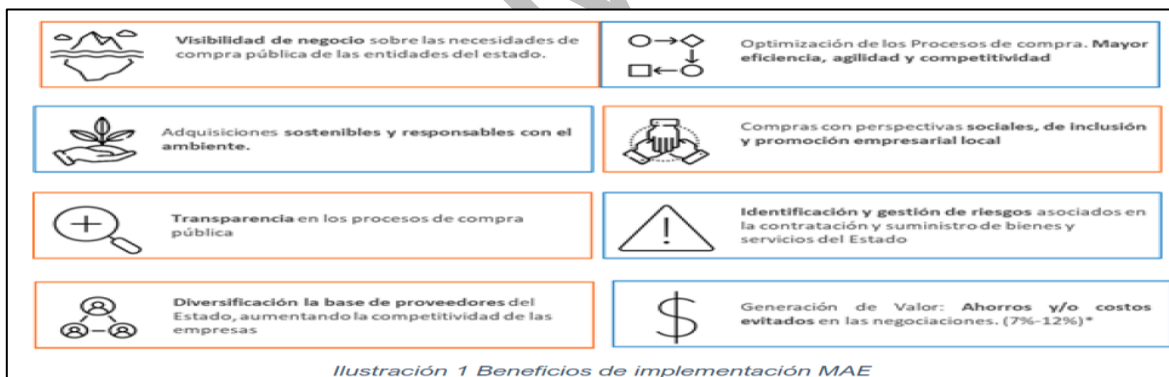 Visibilidad de negocio sobre las necesidades de
compra pública de las entidades del estado.
Optimización de los Procesos de compra. Mayor
eficiencia, agilidad y competitividad
Adquisiciones sostenibles y responsables con el
ambiente.
Compras con perspectivas sociales, de inclusión
y promoción empresarial local
Transparencia en los procesos de compra
pública
Identificación y gestión de riesgos asociados en
la contratación y suministro de bienes y
servicios del Estado
Diversificación la base de proveedores del
Estado, aumentando la competitividad de las
empresas
Generación de Valor: Ahorros y/o costos
evitados en las negociaciones. (7%-12%)*
Ilustración 1 Beneficios de implementación MAE